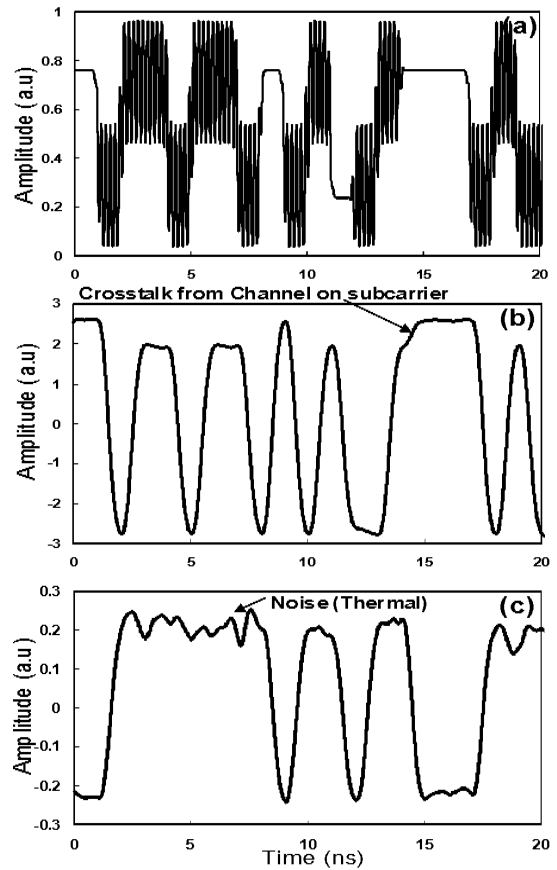 (a)
Amplitude (a.u)
1
0.8
0.6
0.4
0.2
0
0 5 10 15 20
Crosstalk from Channel on subcarrier
(b)
Amplitude (a.u)
3
2
1
0
-1
-2
-3
0 5 10 15 20
Noise (Thermal)
(c)
Amplitude (a.u)
0.3
0.2
0.1
0
-0.1
-0.2
-0.3
0 5 10 15 20
Time (ns)